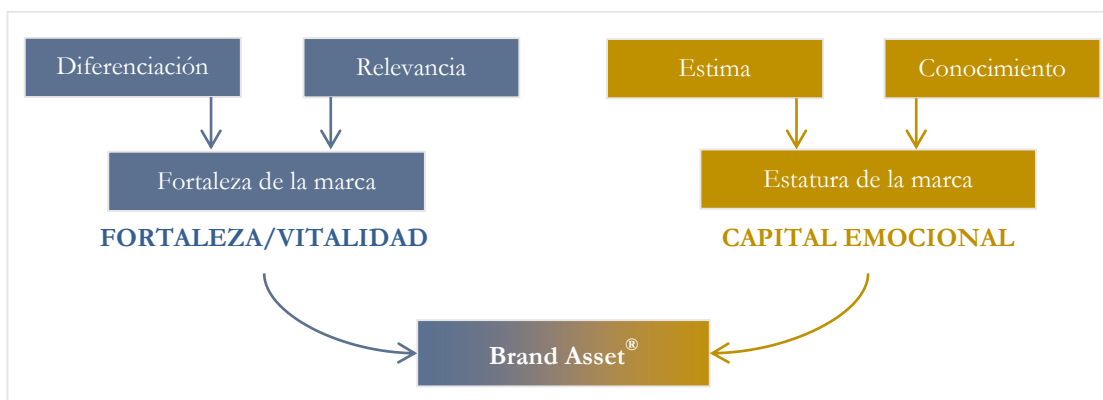 Diferenciación
Relevancia
Estima
Conocimiento
Fortaleza de la marca
Estatura de la marca
FORTALEZA/VITALIDAD
CAPITAL EMOCIONAL
Brand Asset®